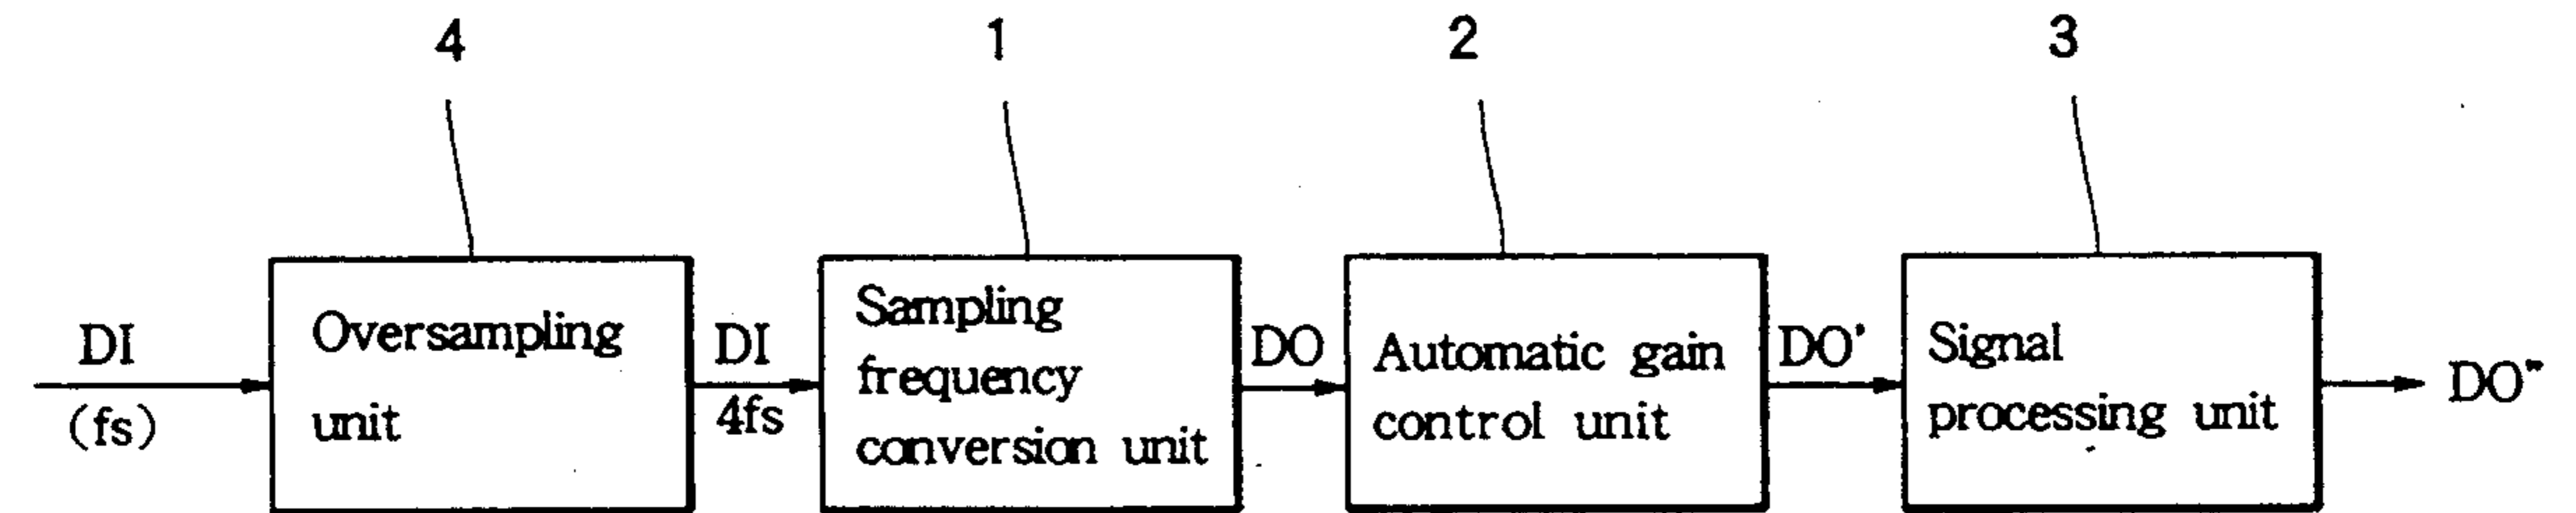 4
1
2
3
DI
(fs)
Oversampling
unit
DI
4fs
Sampling
frequency
conversion unit
DO
Automatic gain
control unit
DO'
Signal
processing unit
DO"